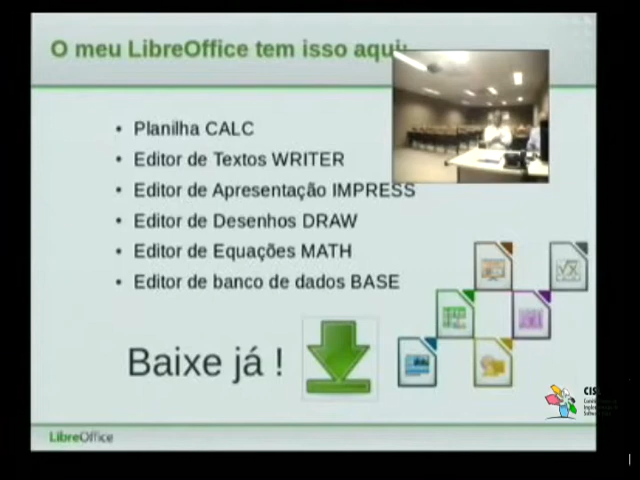 O meu LibreOffice tem isso aqui:
• Planilha CALC
• Editor de Textos WRITER
• Editor de Apresentação IMPRESS
• Editor de Desenhos DRAW
• Editor de Equações MATH
• Editor de banco de dados BASE
Baixe já !
CIS
LibreOffice